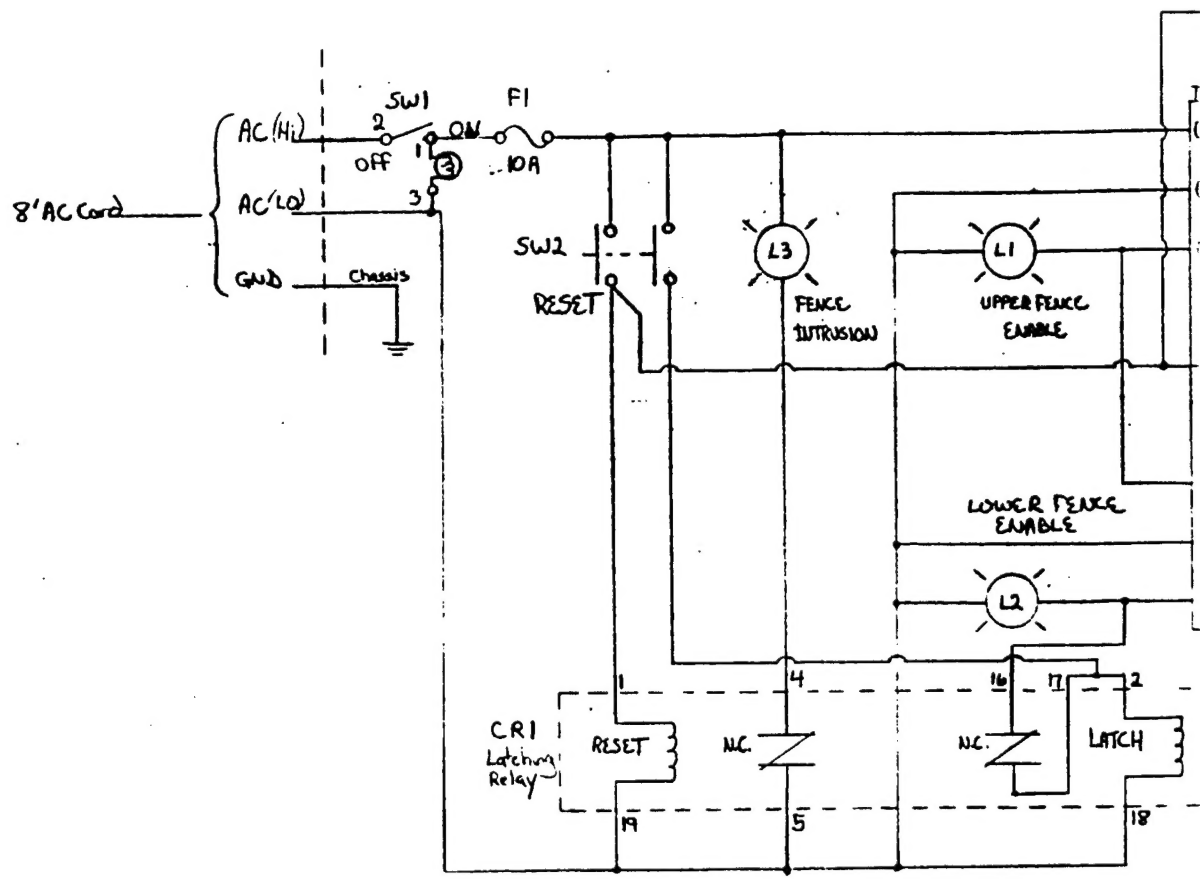 SW1
F1
AC (Hi)
2
ON
OFF
1
10A
8' AC Cord
AC (LO)
3
SW2
L3
L1
GND
Chassis
RESET
FENCE
INTRUSION
UPPER FENCE
ENABLE
LOWER FENCE
ENABLE
L2
1
4
16
17
2
CR1
Latching
Relay
RESET
N.C.
N.C.
LATCH
19
5
18